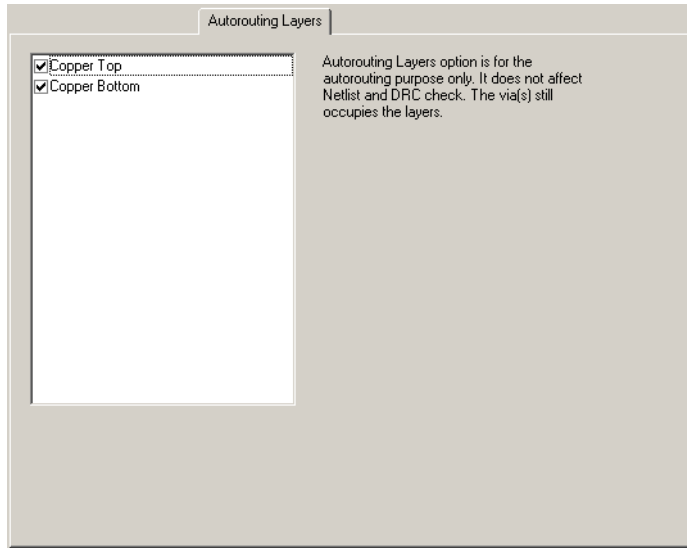 Autorouting Layers
Copper Top
Copper Bottom
Autorouting Layers option is for the
autorouting purpose only. It does not affect
Netlist and DRC check. The via(s) still
occupies the layers.